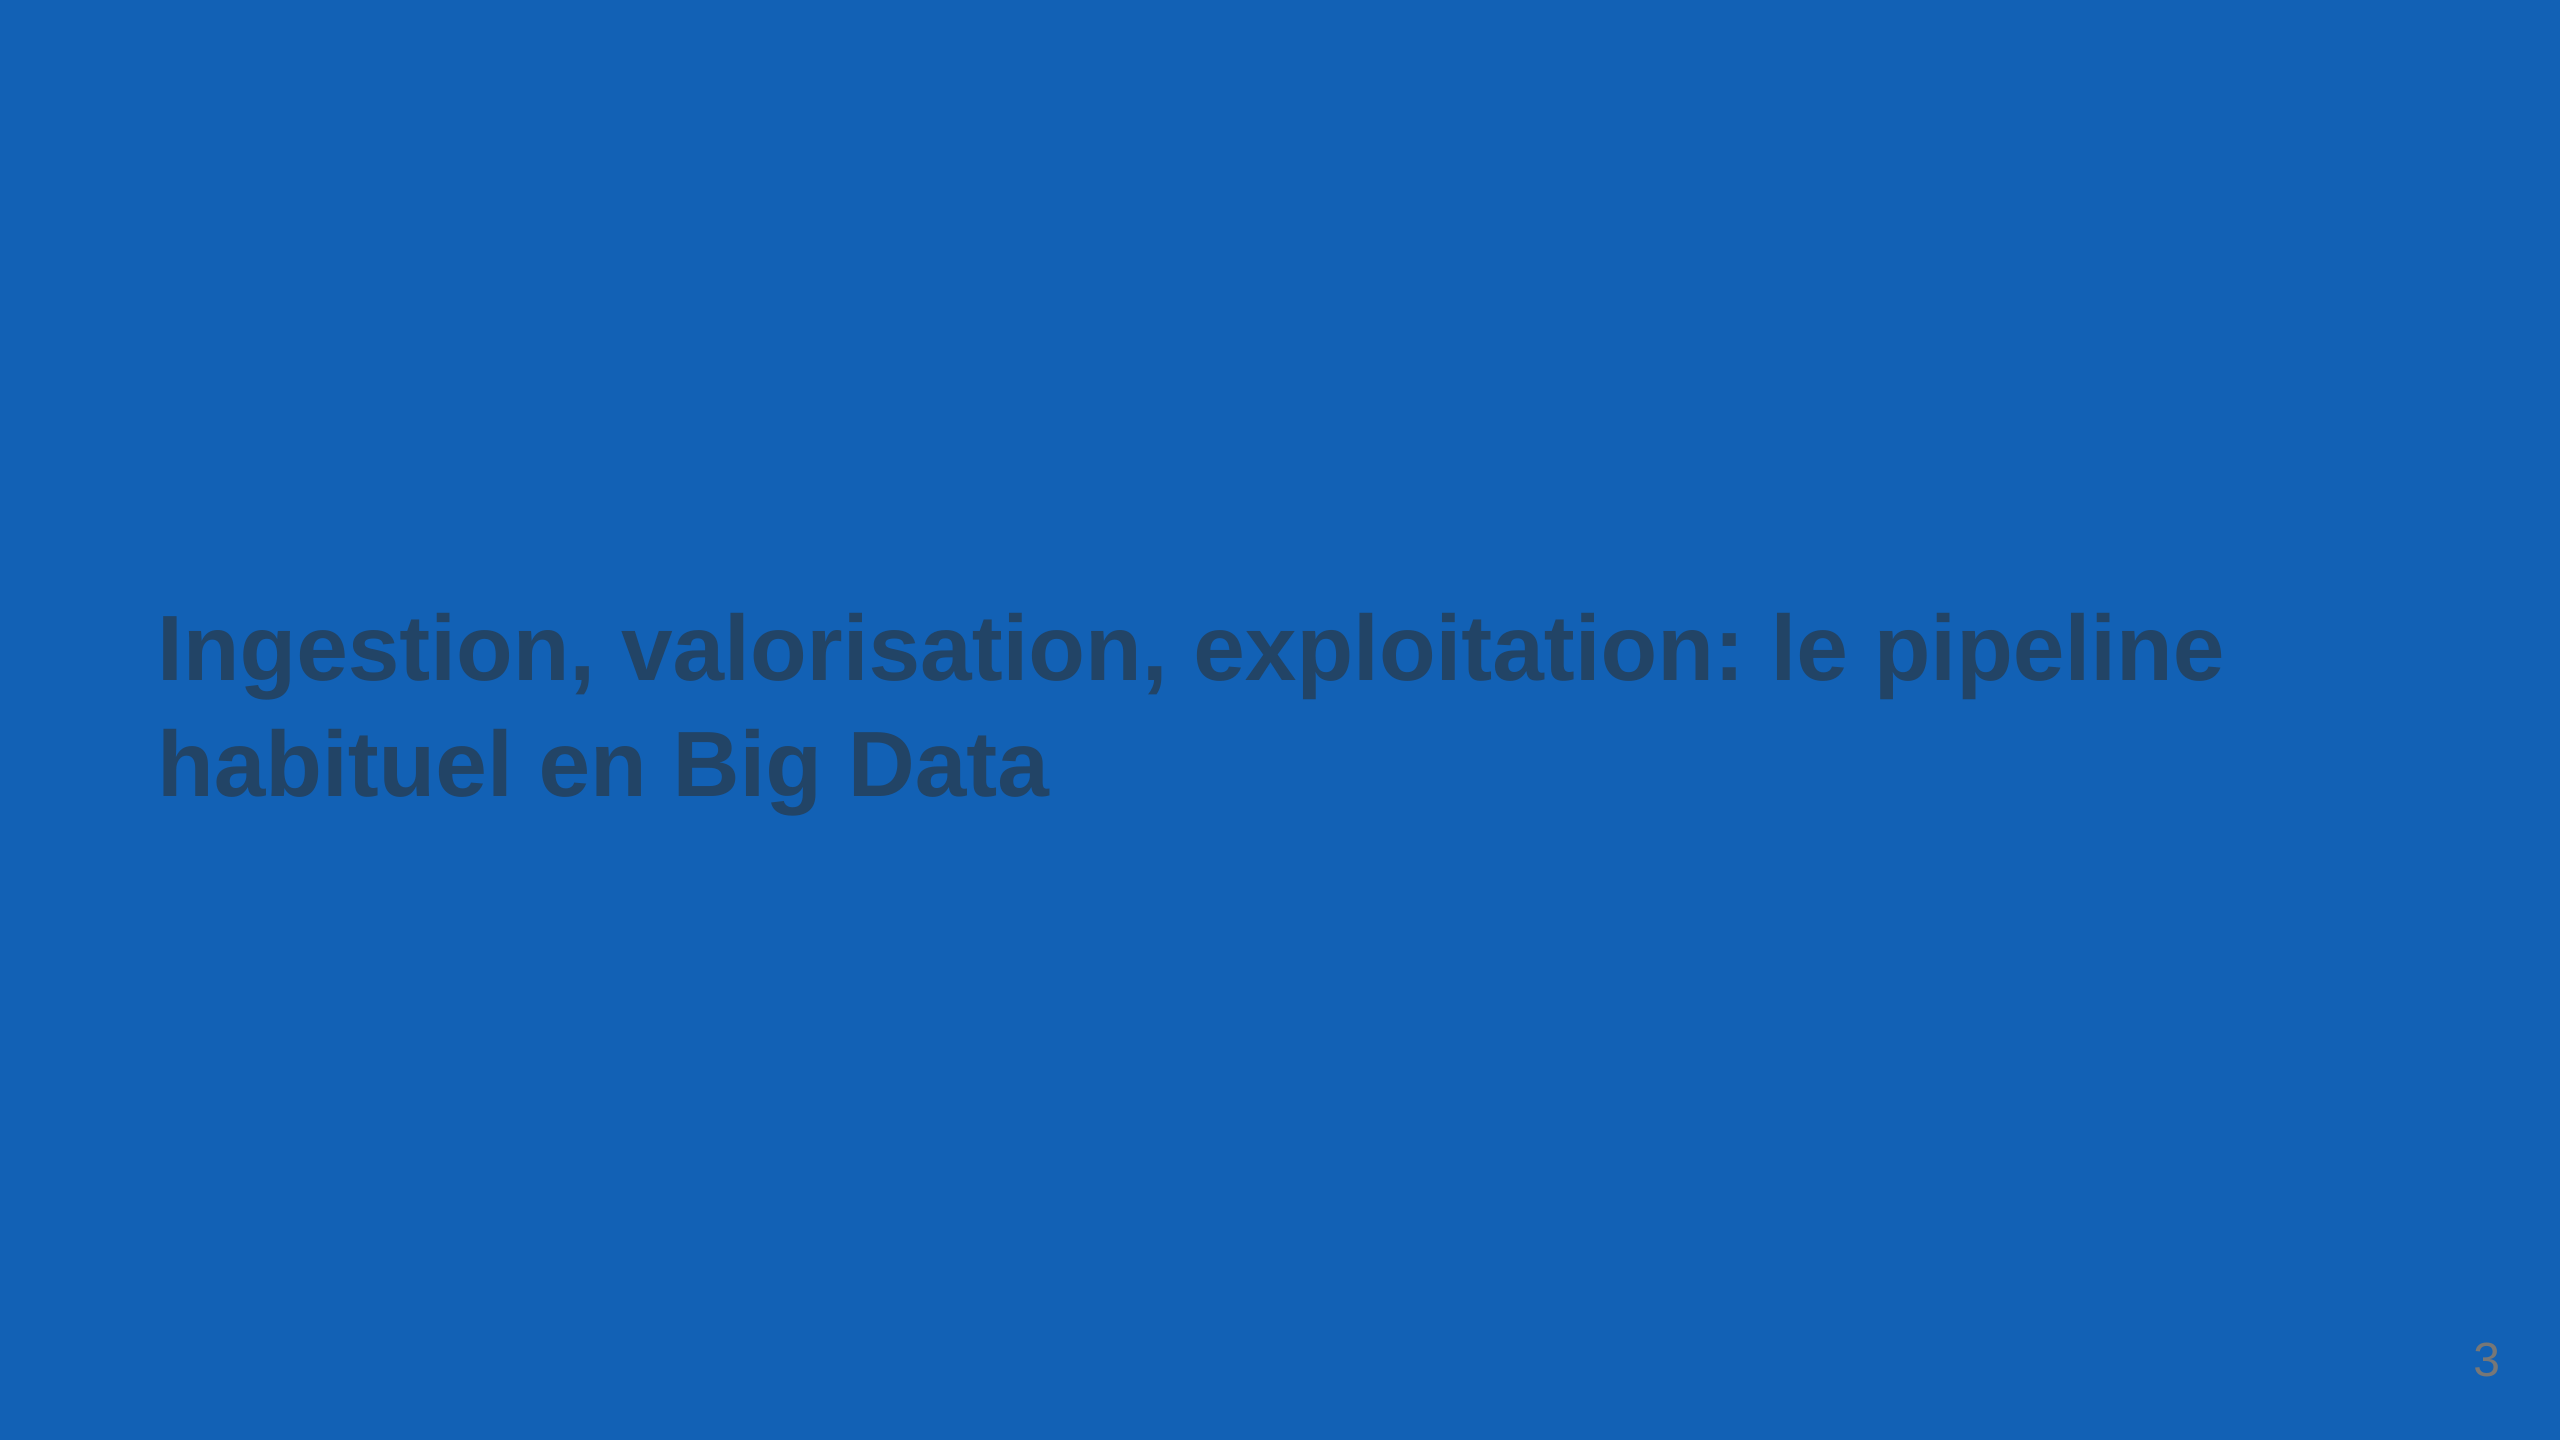 Ingestion, valorisation, exploitation: le pipeline
habituel en Big Data
3